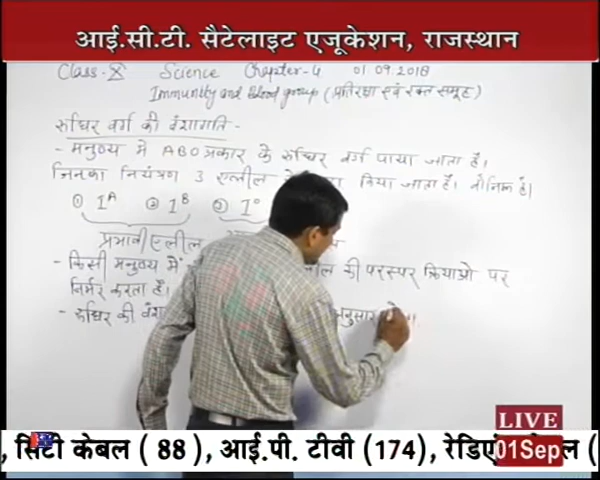 आई.सी.टी. सैटेलाइट एजूकेशन, राजस्थान
Class-X Science Chapter-4 01.09.2018
Immunity and Blood group (प्रतिरक्षा एवं रक्त समूह)
रुधिर वर्ग की वंशागति -
- मनुष्य में ABO प्रकार के रुधिर वर्ग पाया जाता है।
जिनका नियंत्रण 3 एलील किया जाता है।
① I^A ② I^B ③ I^o
प्रभावी एलील
- किसी मनुष्य में की परस्पर क्रियाओ पर
निर्भर करता है।
- रुधिर की
LIVE
01Sep
, सिटी केबल ( 88) , आई.पी. टीवी (174) ,